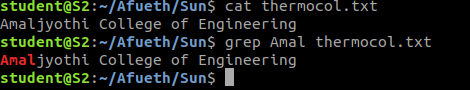 student@S2:~/Afueth/Sun$ cat thermocol.txt
Amaljyothi College of Engineering
student@S2:~/Afueth/Sun$ grep Amal thermocol.txt
Amaljyothi College of Engineering
student@S2:~/Afueth/Sun$